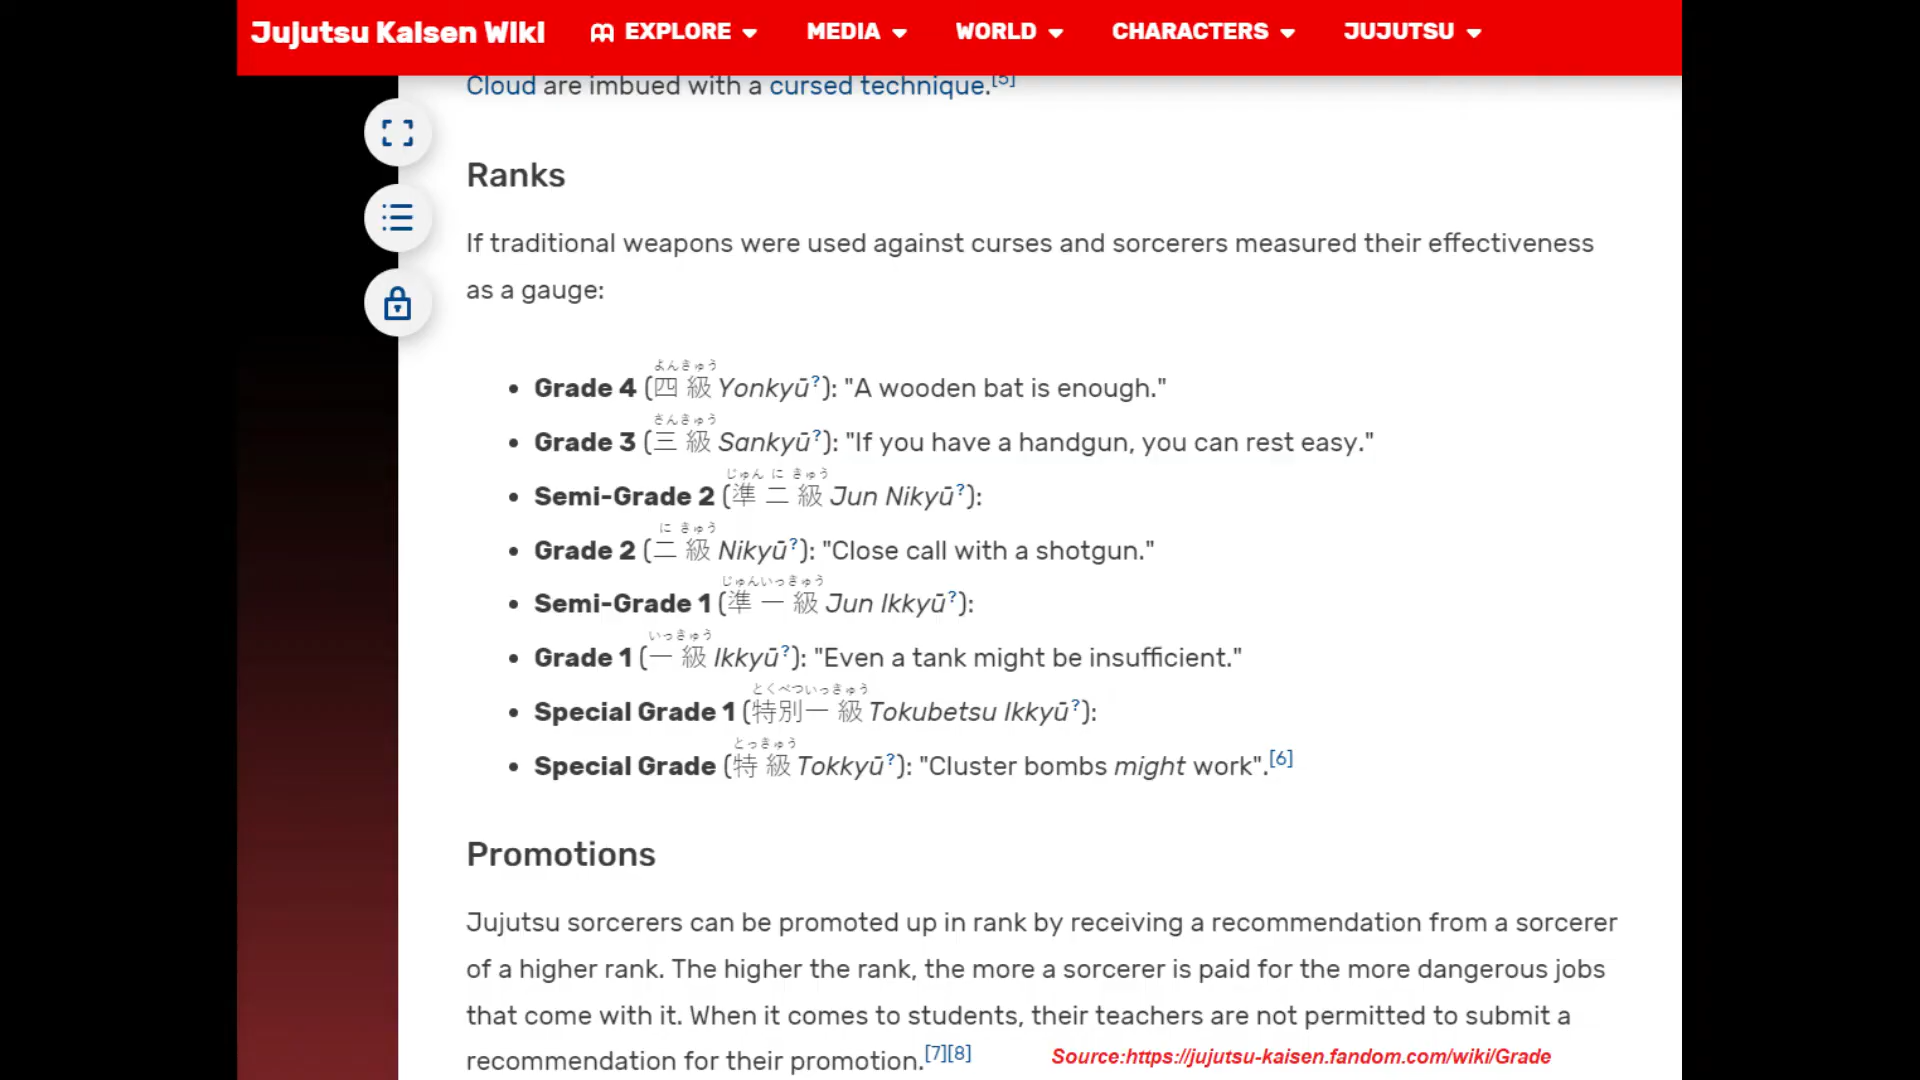 Jujutsu Kaisen Wiki EXPLORE MEDIA WORLD CHARACTERS JUJUTSU
Cloud are imbued with a cursed technique.[5]
Ranks
If traditional weapons were used against curses and sorcerers measured their effectiveness
as a gauge:
よんきゅう
Grade 4 (四級 Yonkyū?): "A wooden bat is enough."
さんきゅう
Grade 3 (三級 Sankyū?): "If you have a handgun, you can rest easy."
じゅん に きゅう
Semi-Grade 2 (準二級 Jun Nikyū?):
に きゅう
Grade 2 (二級 Nikyū?): "Close call with a shotgun."
じゅんいっきゅう
Semi-Grade 1 (準一級 Jun Ikkyū?):
いっきゅう
Grade 1 (一級 Ikkyū?): "Even a tank might be insufficient."
とくべついっきゅう
Special Grade 1 (特別一級 Tokubetsu Ikkyū?):
とっきゅう
Special Grade (特級 Tokkyū?): "Cluster bombs might work".[6]
Promotions
Jujutsu sorcerers can be promoted up in rank by receiving a recommendation from a sorcerer
of a higher rank. The higher the rank, the more a sorcerer is paid for the more dangerous jobs
that come with it. When it comes to students, their teachers are not permitted to submit a
recommendation for their promotion.[7][8]
Source:https://jujutsu-kaisen.fandom.com/wiki/Grade